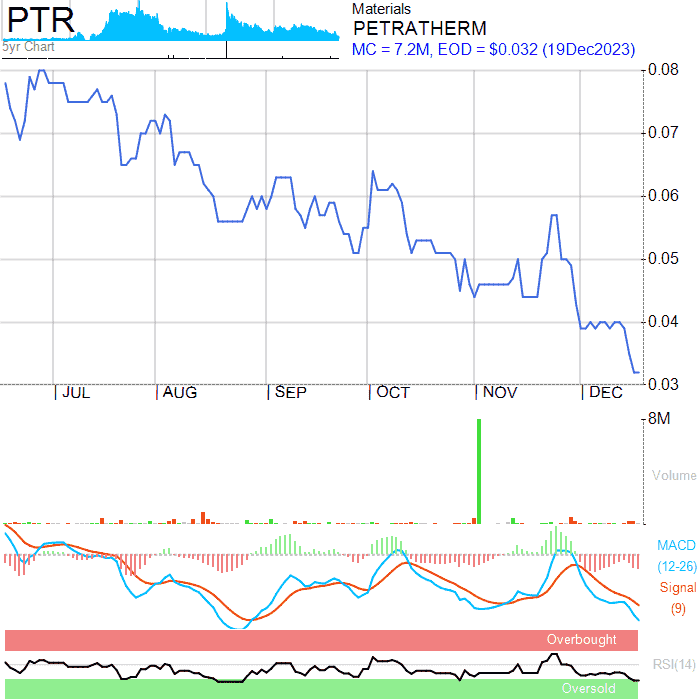 PTR
5yr Chart
Materials
PETRATHERM
MC = 7.2M, EOD = $0.032 (19Dec2023)
0.08
0.07
0.06
0.05
0.04
0.03
JUL AUG SEP OCT NOV DEC
8M
Volume
MACD
(12-26)
Signal
(9)
Overbought
RSI(14)
Oversold